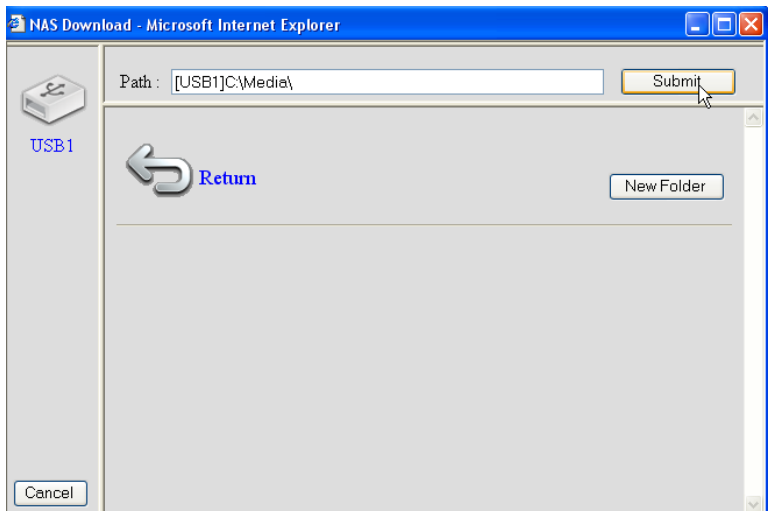 NAS Download - Microsoft Internet Explorer
Path : [USB1]C:\Media\ Submit
USB1
Return
New Folder
Cancel